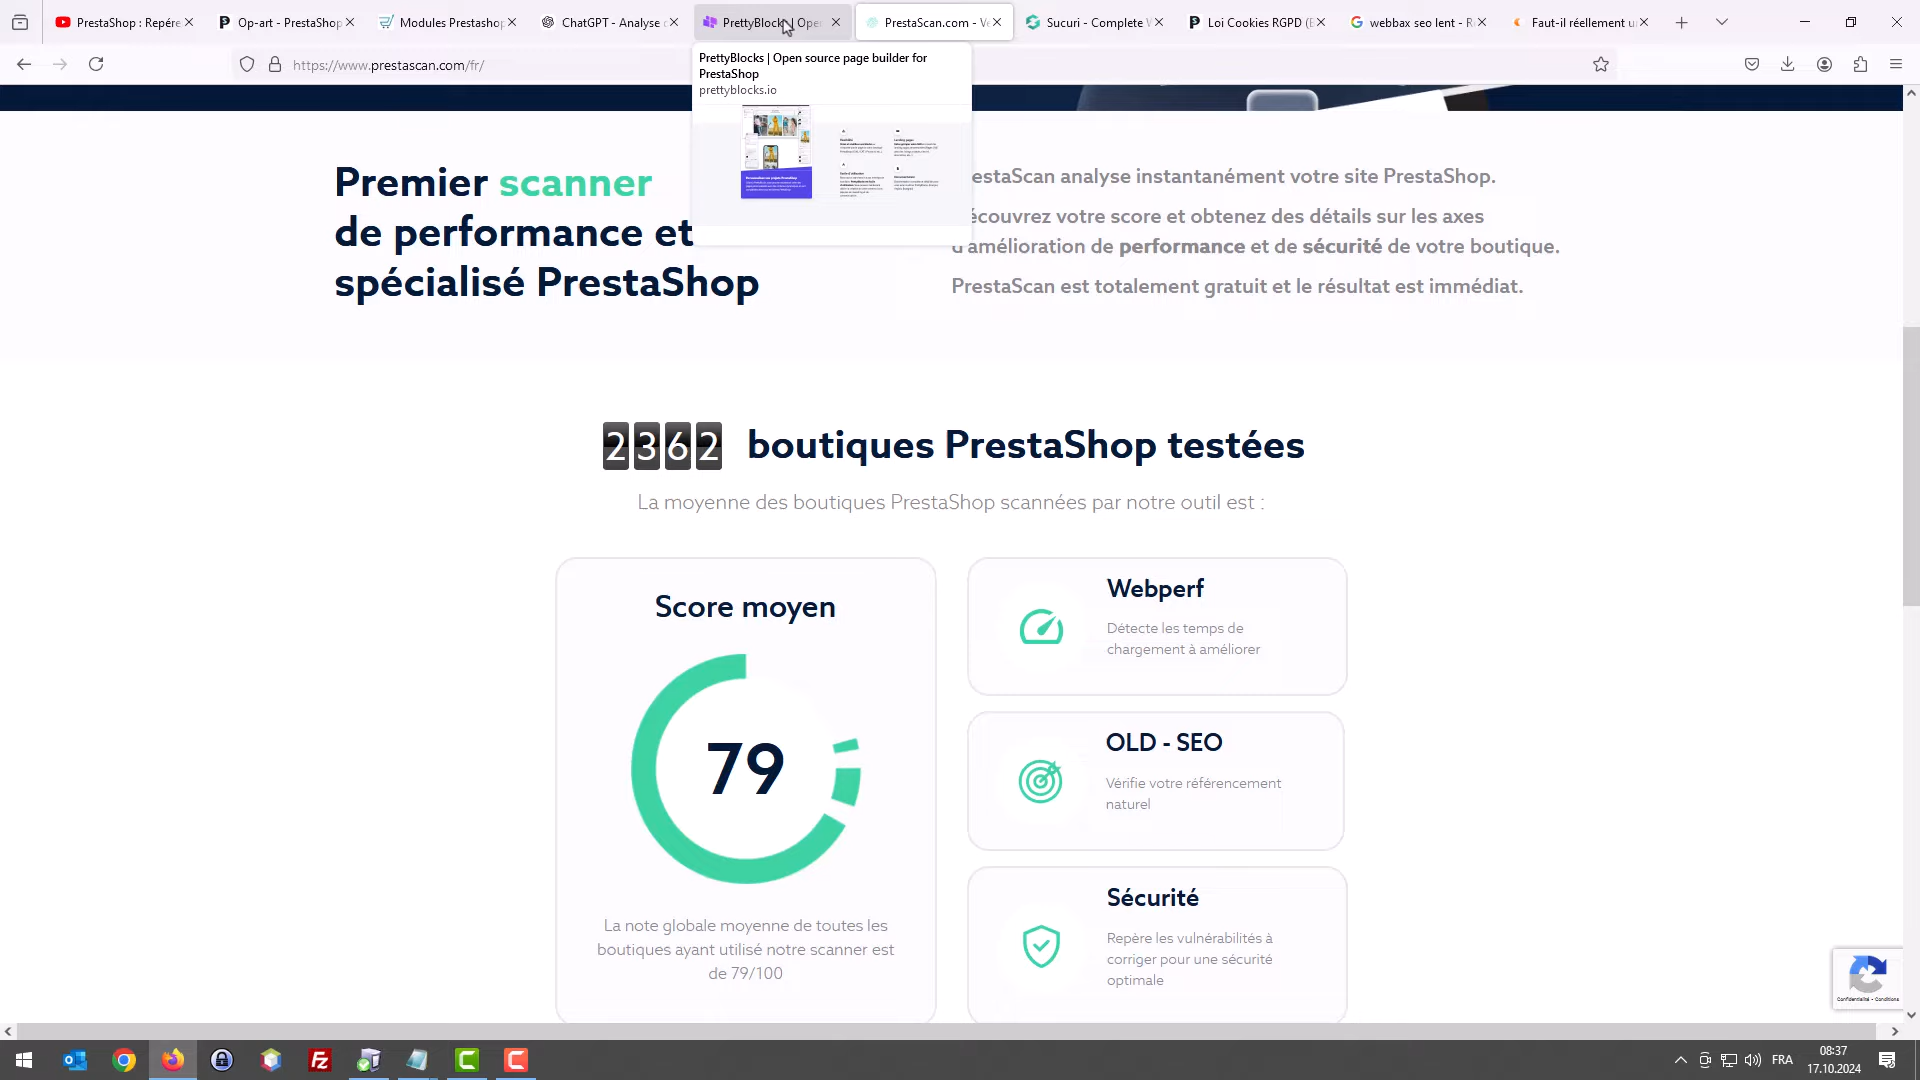 PrestaShop : Repére
Op-art - PrestaShop
Modules Prestashop
ChatGPT - Analyse
PrettyBlocks | Open
PrestaScan.com - Ve
Sucuri - Complete
Loi Cookies RGPD
webbax seo lent - R
Faut-il réellement
https://www.prestascan.com/fr/
PrettyBlocks | Open source page builder for
PrestaShop
prettyblocks.io
Premier scanner
de performance et
spécialisé PrestaShop
estaScan analyse instantanément votre site PrestaShop.
écouvrez votre score et obtenez des détails sur les axes
d'amélioration de performance et de sécurité de votre boutique.
PrestaScan est totalement gratuit et le résultat est immédiat.
2362 boutiques PrestaShop testées
La moyenne des boutiques PrestaShop scannées par notre outil est :
Score moyen
79
La note globale moyenne de toutes les
boutiques ayant utilisé notre scanner est
de 79/100
Webperf
Détecte les temps de
chargement à améliorer
OLD - SEO
Vérifie votre référencement
naturel
Sécurité
Repère les vulnérabilités à
corriger pour une sécurité
optimale
Confidentialité - Conditions
FRA
08:37
17.10.2024